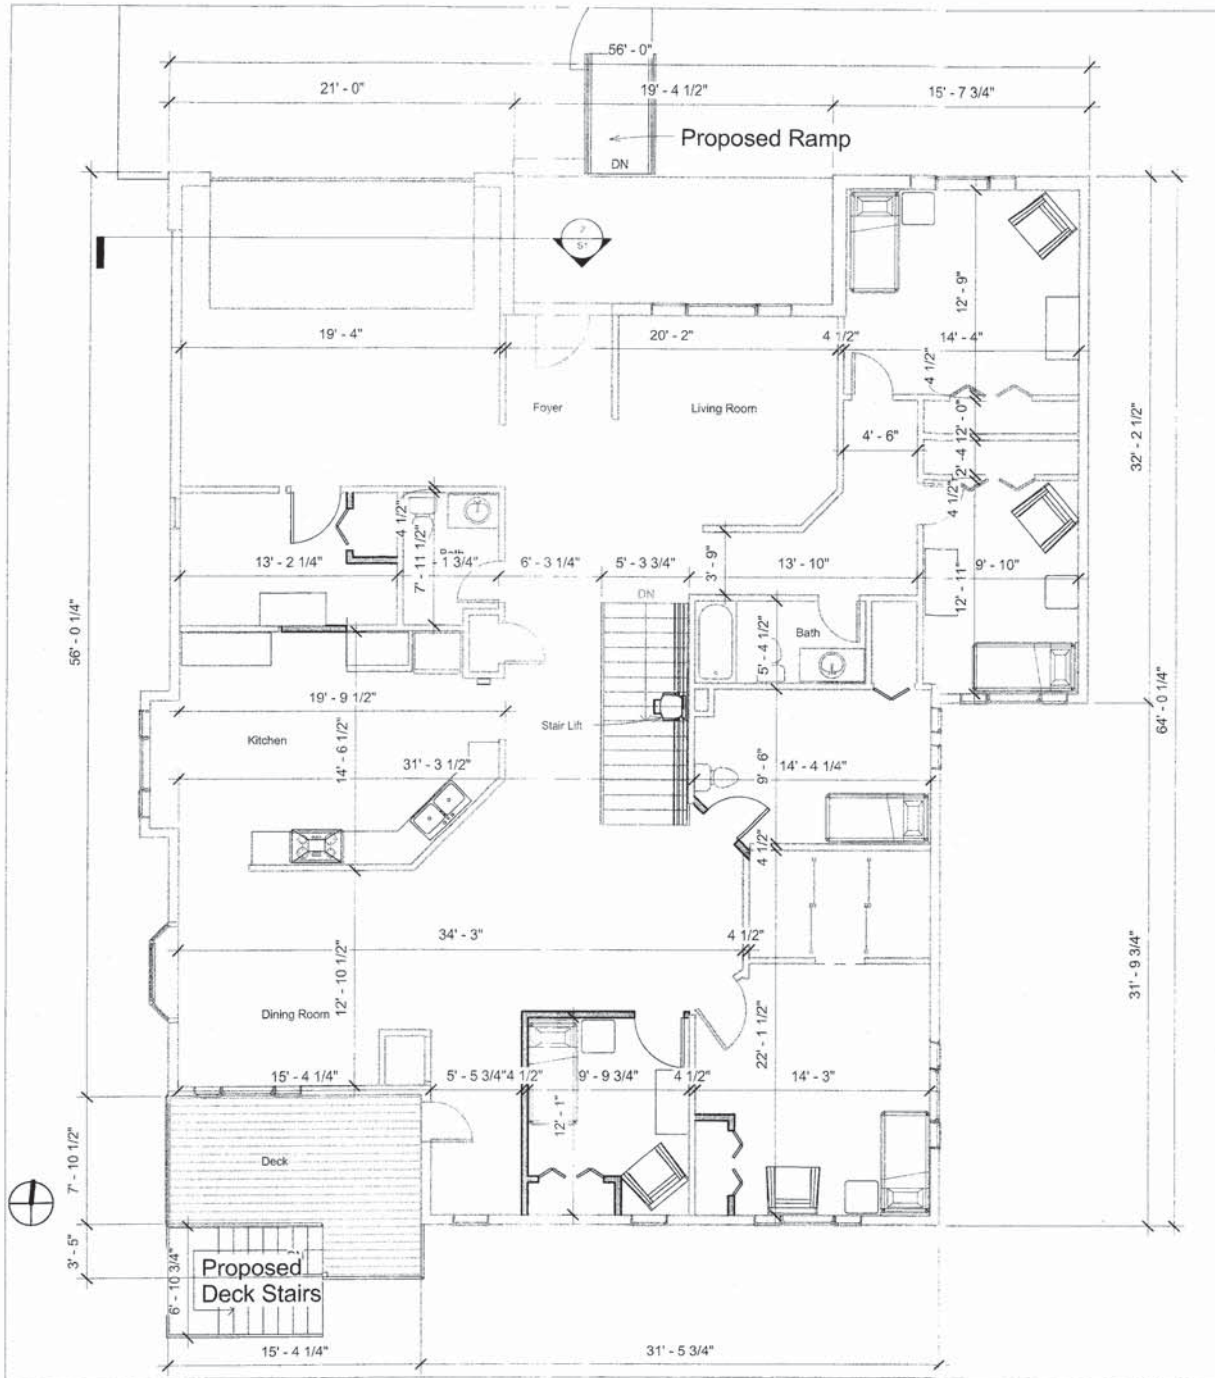 56' - 0"
21' - 0"
19' - 4 1/2"
15' - 7 3/4"
Proposed Ramp
DN
2
S1
12' - 9"
19' - 4"
20' - 2"
4 1/2"
14' - 4"
4 1/2"
Foyer
Living Room
4' - 6"
2' - 0"
2' - 4 1/2"
32' - 2 1/2"
4 1/2"
4 1/2"
7' - 11 1/2"
Bath
13' - 2 1/4"
- 1 3/4"
6' - 3 1/4"
5' - 3 3/4"
3' - 9"
13' - 10"
12' - 11"
9' - 10"
DN
56' - 0 1/4"
5' - 4 1/2"
Bath
64' - 0 1/4"
19' - 9 1/2"
Stair Lift
Kitchen
14' - 6 1/2"
31' - 3 1/2"
9' - 6"
14' - 4 1/4"
4 1/2"
34' - 3"
4 1/2"
31' - 9 3/4"
12' - 10 1/2"
Dining Room
22' - 1 1/2"
15' - 4 1/4"
5' - 5 3/4"
4 1/2"
9' - 9 3/4"
4 1/2"
14' - 3"
12' - 1"
7' - 10 1/2"
Deck
3' - 5"
6' - 10 3/4"
Proposed
Deck Stairs
15' - 4 1/4"
31' - 5 3/4"